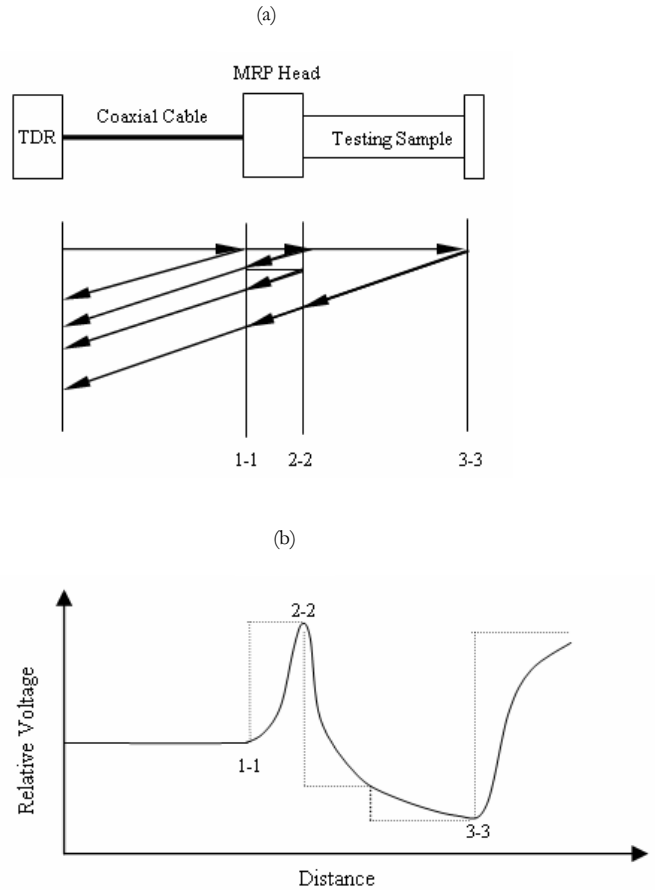 (a)
MRP Head
Coaxial Cable
TDR
Testing Sample
1-1
2-2
3-3
(b)
2-2
1-1
3-3
Relative Voltage
Distance